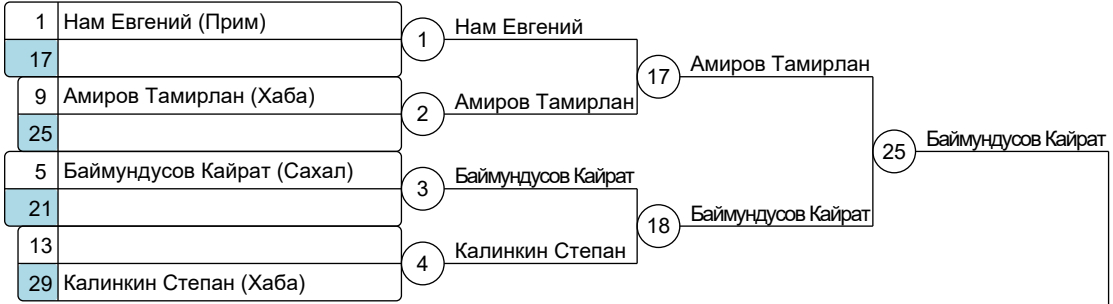 1 Нам Евгений (Прим)
17
9 Амиров Тамирлан (Хаба)
25
5 Баймундусов Кайрат (Сахал)
21
13
29 Калинкин Степан (Хаба)
1 Нам Евгений
2 Амиров Тамирлан
3 Баймундусов Кайрат
4 Калинкин Степан
17 Амиров Тамирлан
18 Баймундусов Кайрат
25 Баймундусов Кайрат